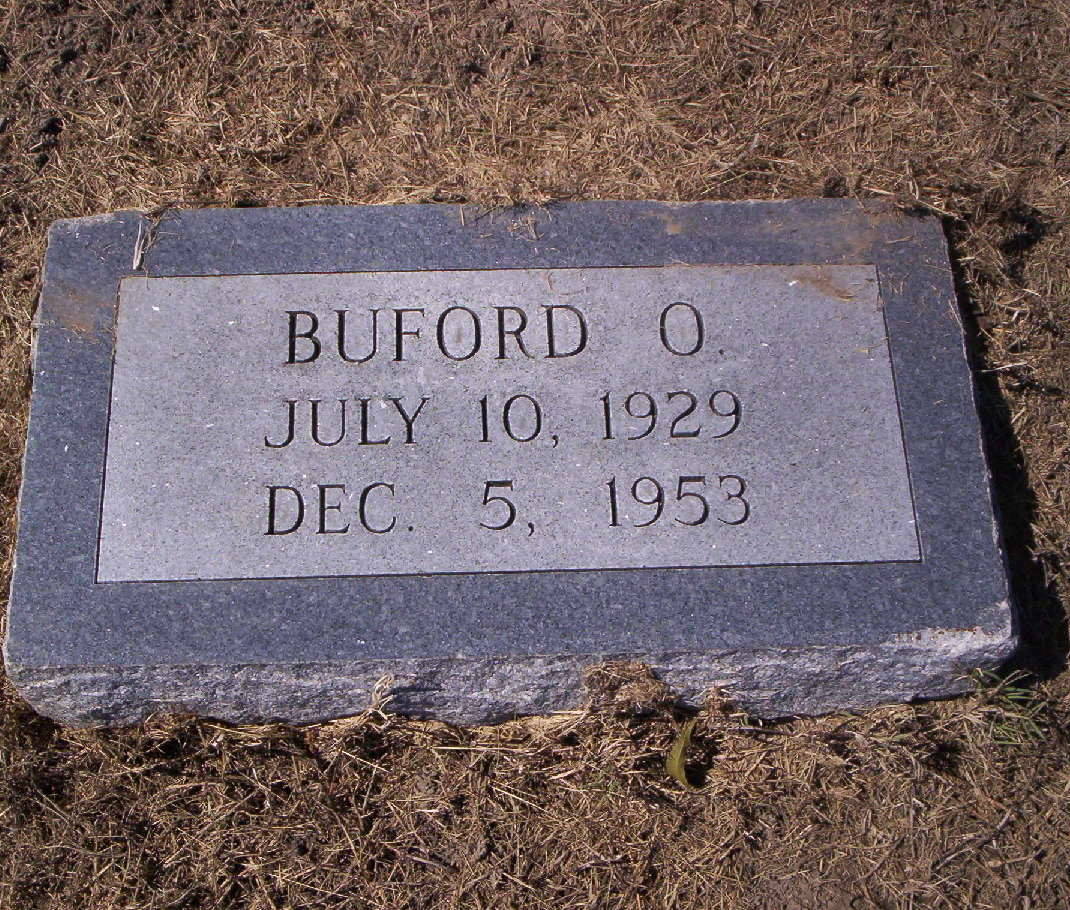 BUFORD O.
JULY 10, 1929
DEC. 5, 1953